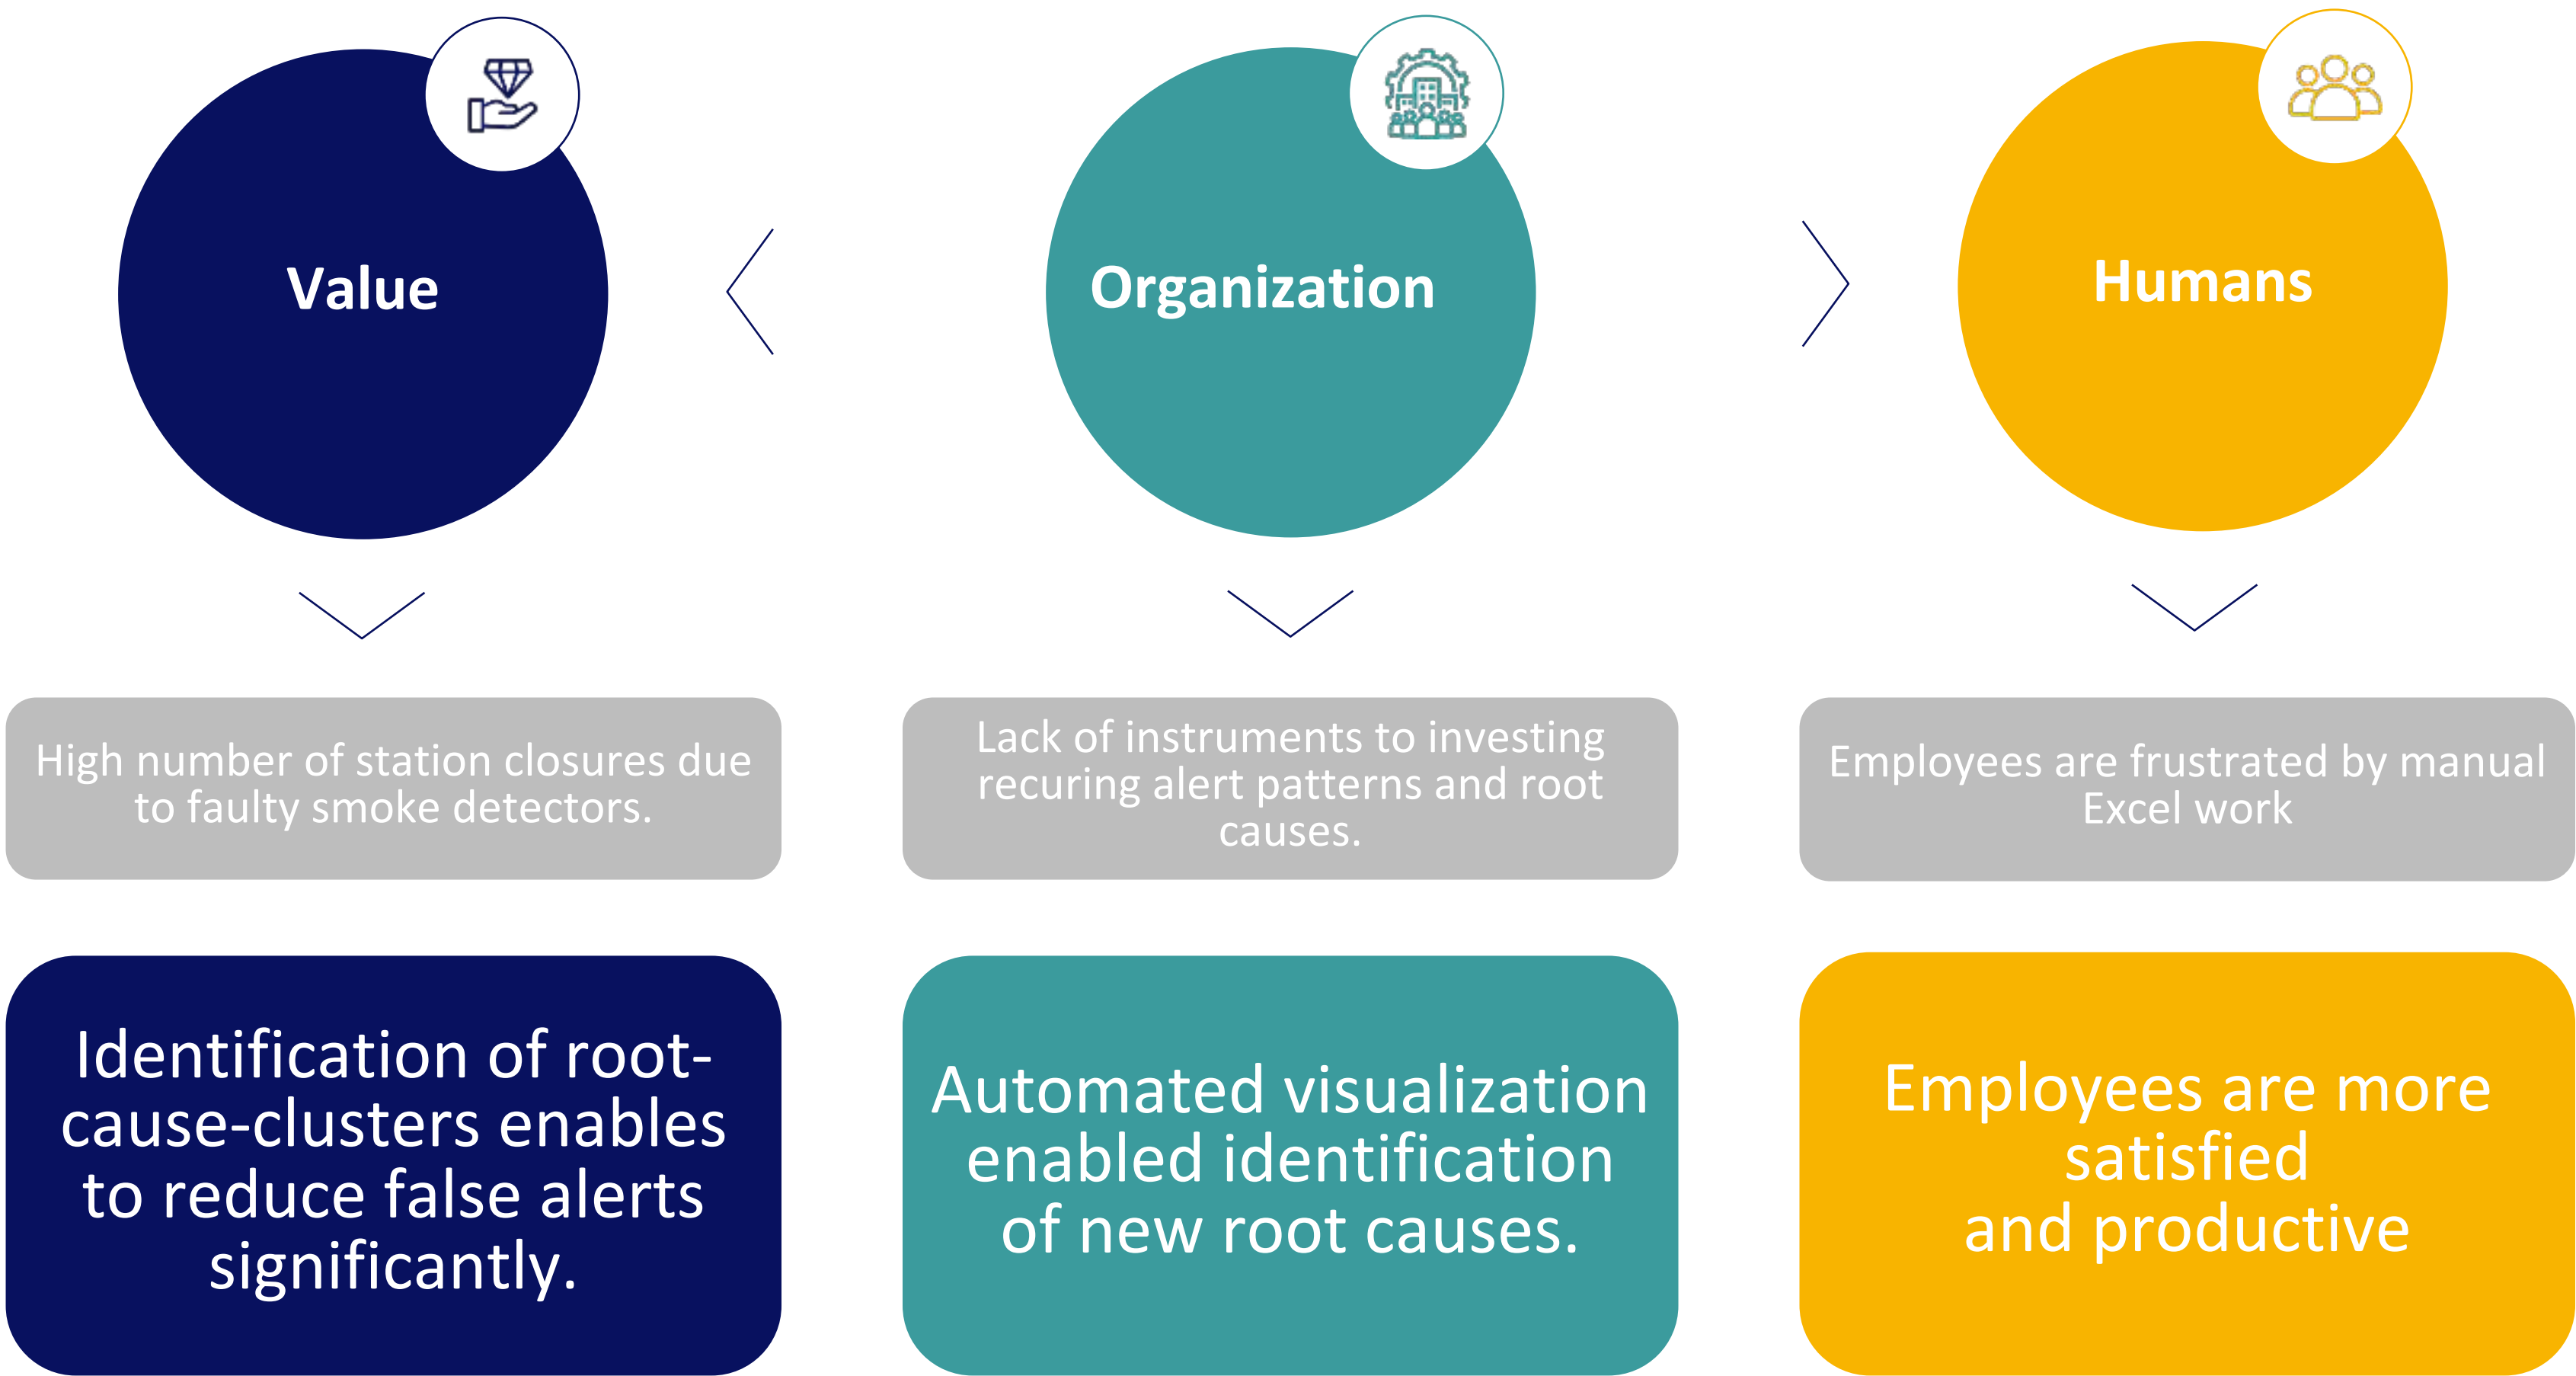 Value
Organization
Humans
High number of station closures due
to faulty smoke detectors.
Lack of instruments to investing
recuring alert patterns and root
causes.
Employees are frustrated by manual
Excel work
Identification of root-
cause-clusters enables
to reduce false alerts
significantly.
Automated visualization
enabled identification
of new root causes.
Employees are more
satisfied
and productive